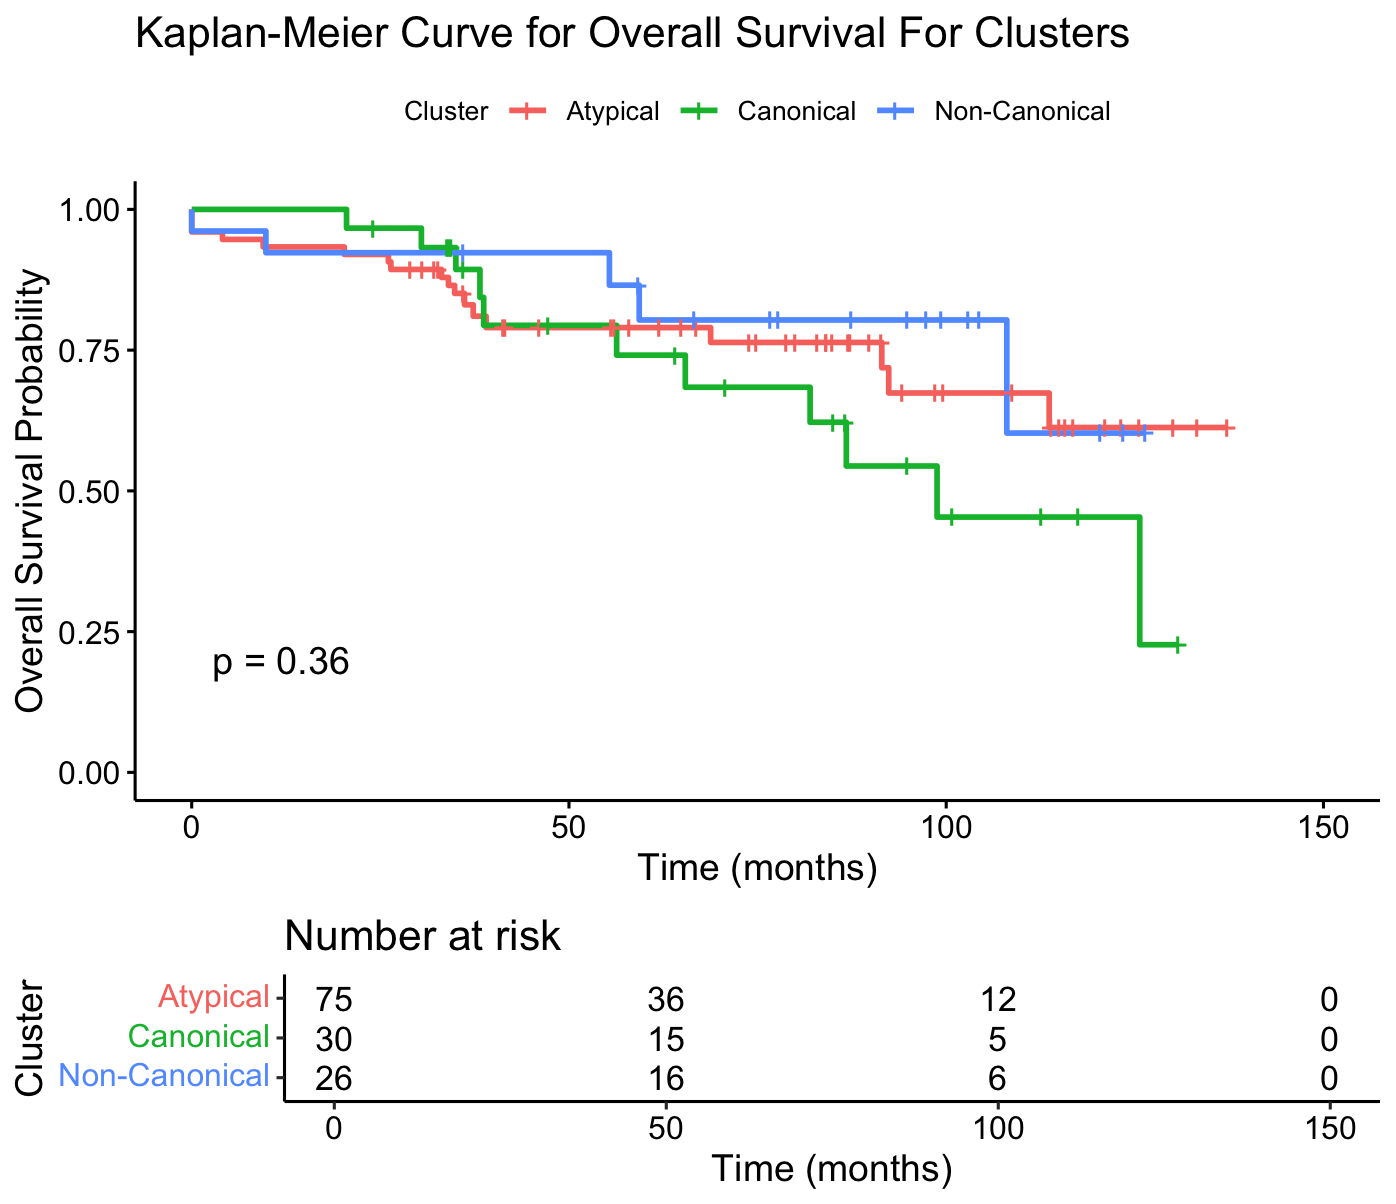 Kaplan-Meier Curve for Overall Survival For Clusters
Cluster Atypical Canonical Non-Canonical
Overall Survival Probability
1.00
0.75
0.50
0.25
0.00
p = 0.36
0 50 100 150
Time (months)
Number at risk
Cluster
Atypical 75 36 12 0
Canonical 30 15 5 0
Non-Canonical 26 16 6 0
0 50 100 150
Time (months)